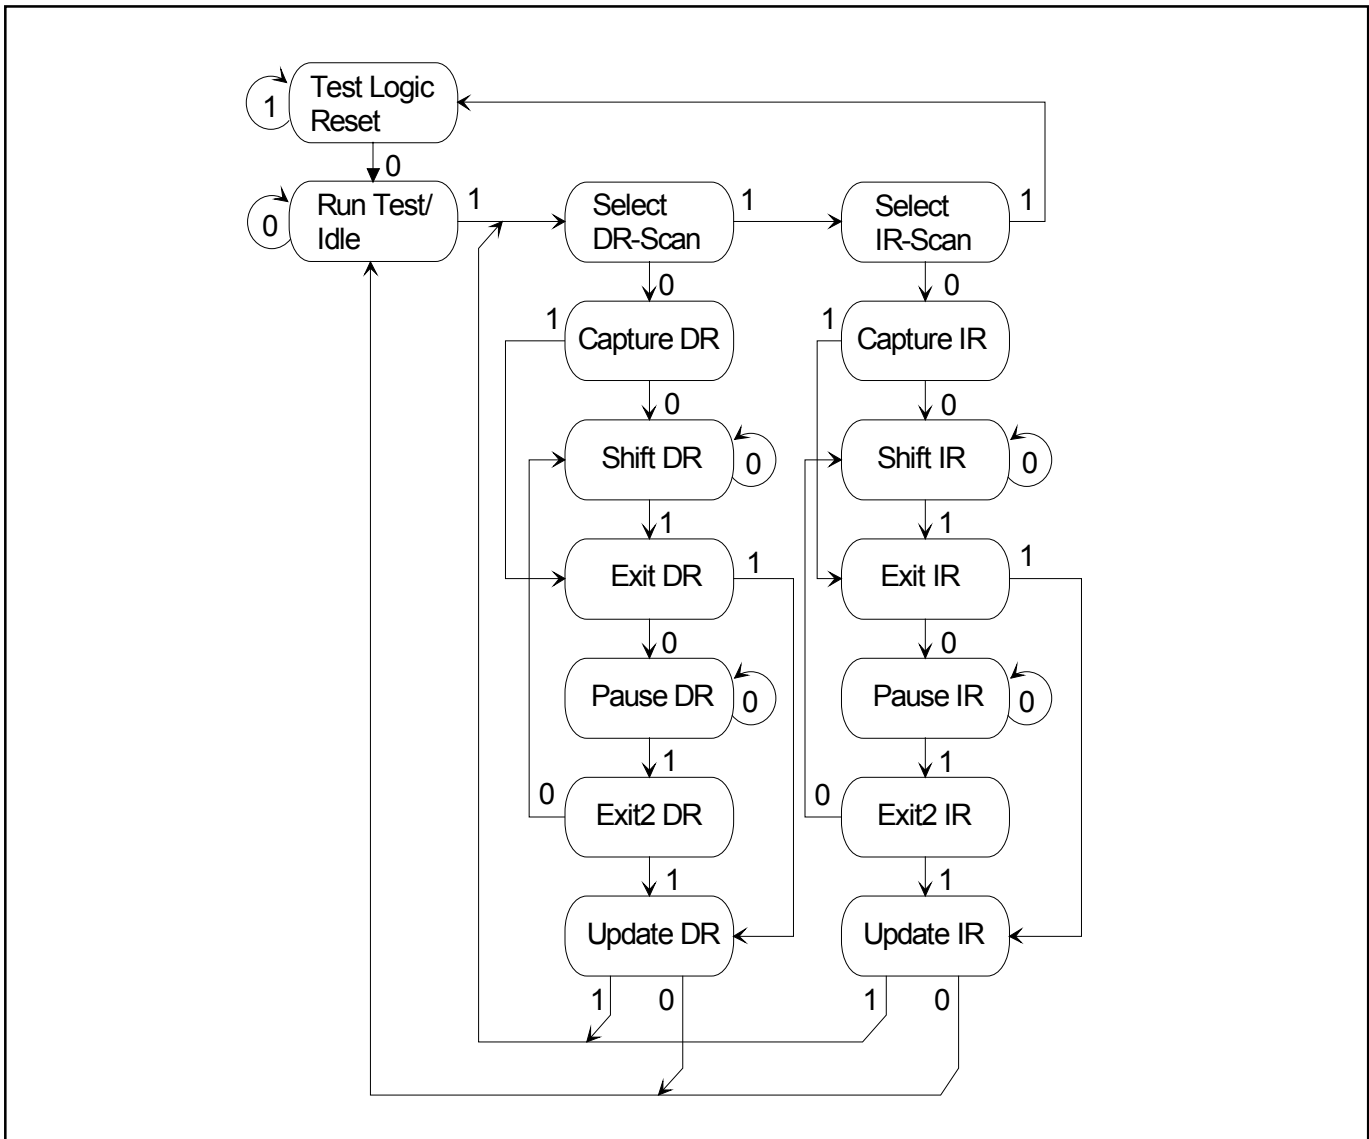 Test Logic
Reset
1
0
Run Test/
Idle
0
1
Select
DR-Scan
1
Select
IR-Scan
1
0
0
1
Capture DR
1
Capture IR
0
0
Shift DR
0
Shift IR
0
1
1
Exit DR
1
Exit IR
1
0
0
Pause DR
0
Pause IR
0
1
1
0
Exit2 DR
0
Exit2 IR
1
1
Update DR
Update IR
1
0
1
0